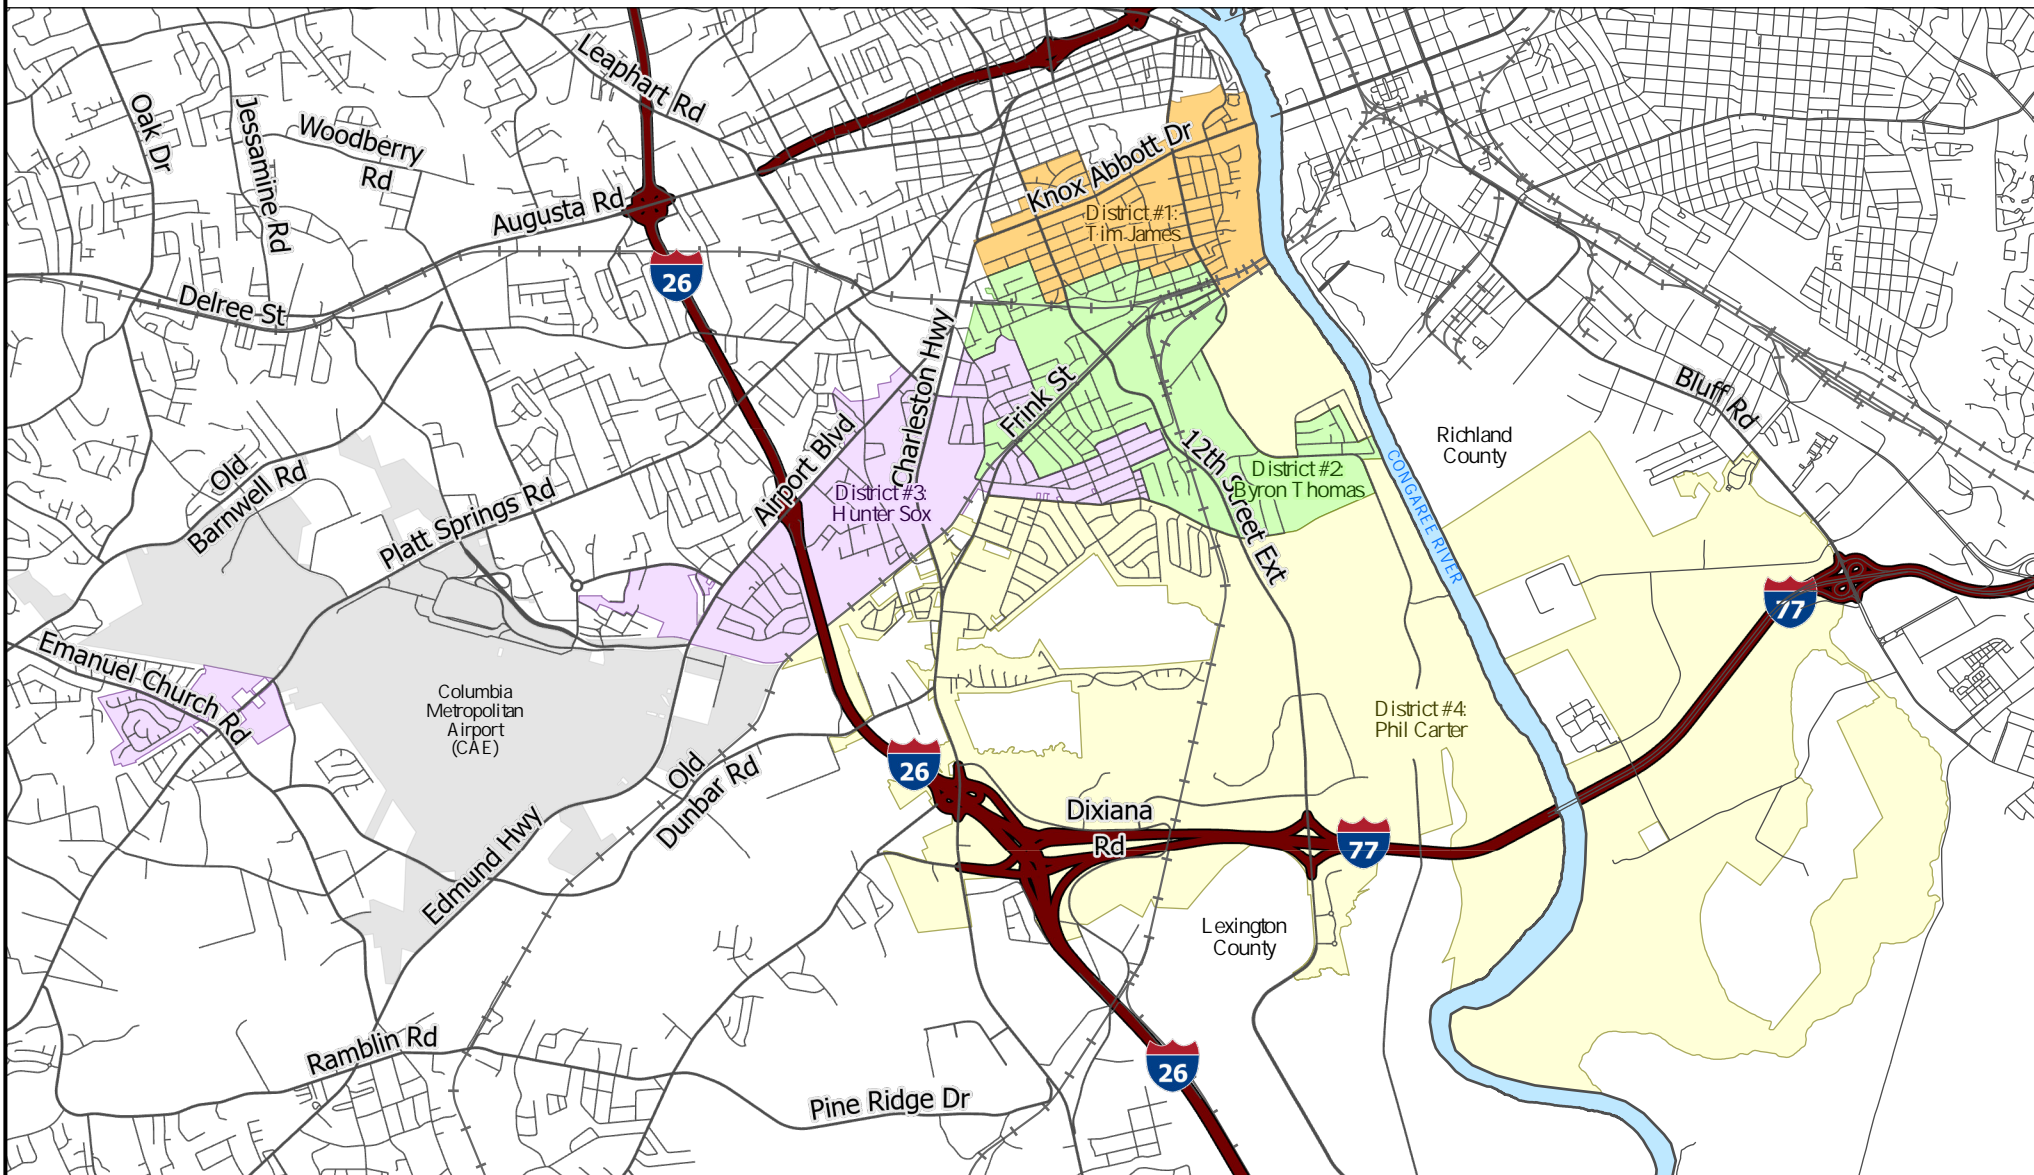 Leaphart Rd
Oak Dr
Jessamine Rd
Woodberry
Rd
Knox Abbott Dr
Augusta Rd
District #1:
Tim James
26
Delree St
Charleston Hwy
Frink St
Bluff Rd
Airport Blvd
12th Street Ext
Richland
County
Old
Barnwell Rd
CONGAREE RIVER
District #2:
Byron Thomas
Platt Springs Rd
District #3:
Hunter Sox
77
Emanuel Church Rd
Columbia
Metropolitan
Airport
(CAE)
District #4:
Phil Carter
Old
Dunbar Rd
26
Dixiana
Rd
77
Edmund Hwy
Lexington
County
Ramblin Rd
26
Pine Ridge Dr